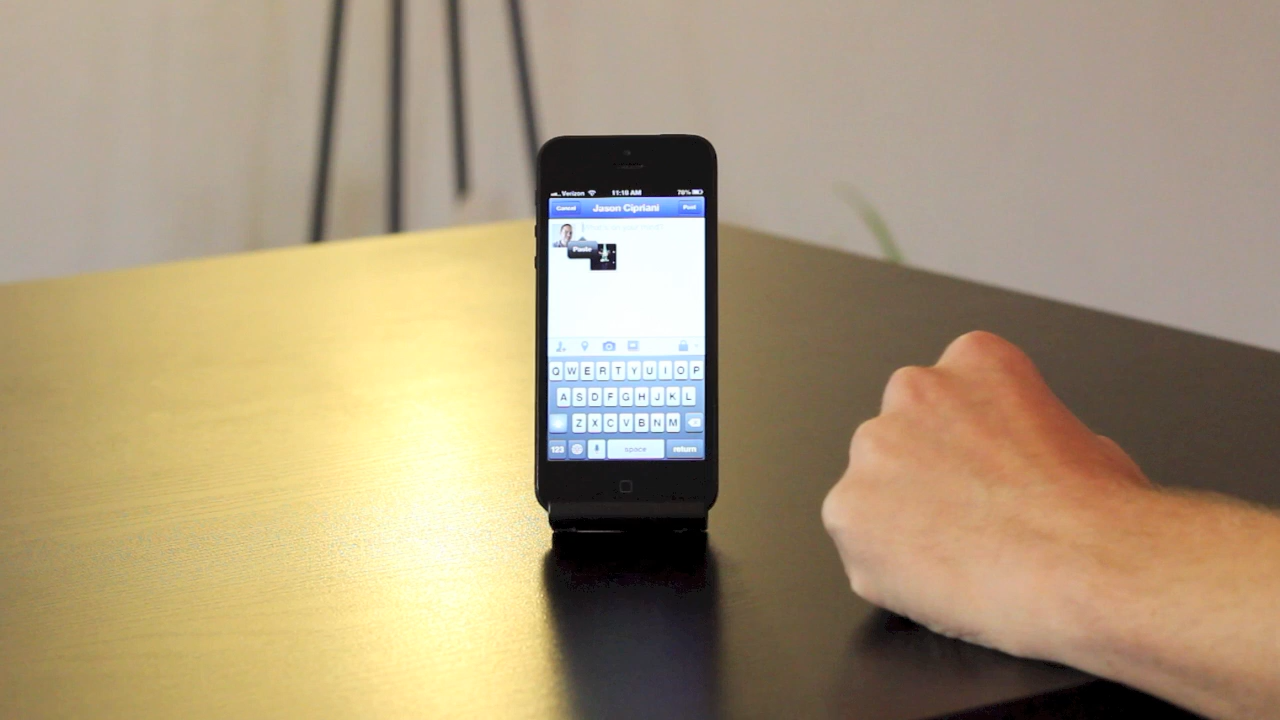 Verizon 11:18 AM 78%
Cancel Jason Cipriani Post
Paste
Q W E R T Y U I O P
A S D F G H J K L
Z X C V B N M
123 space return